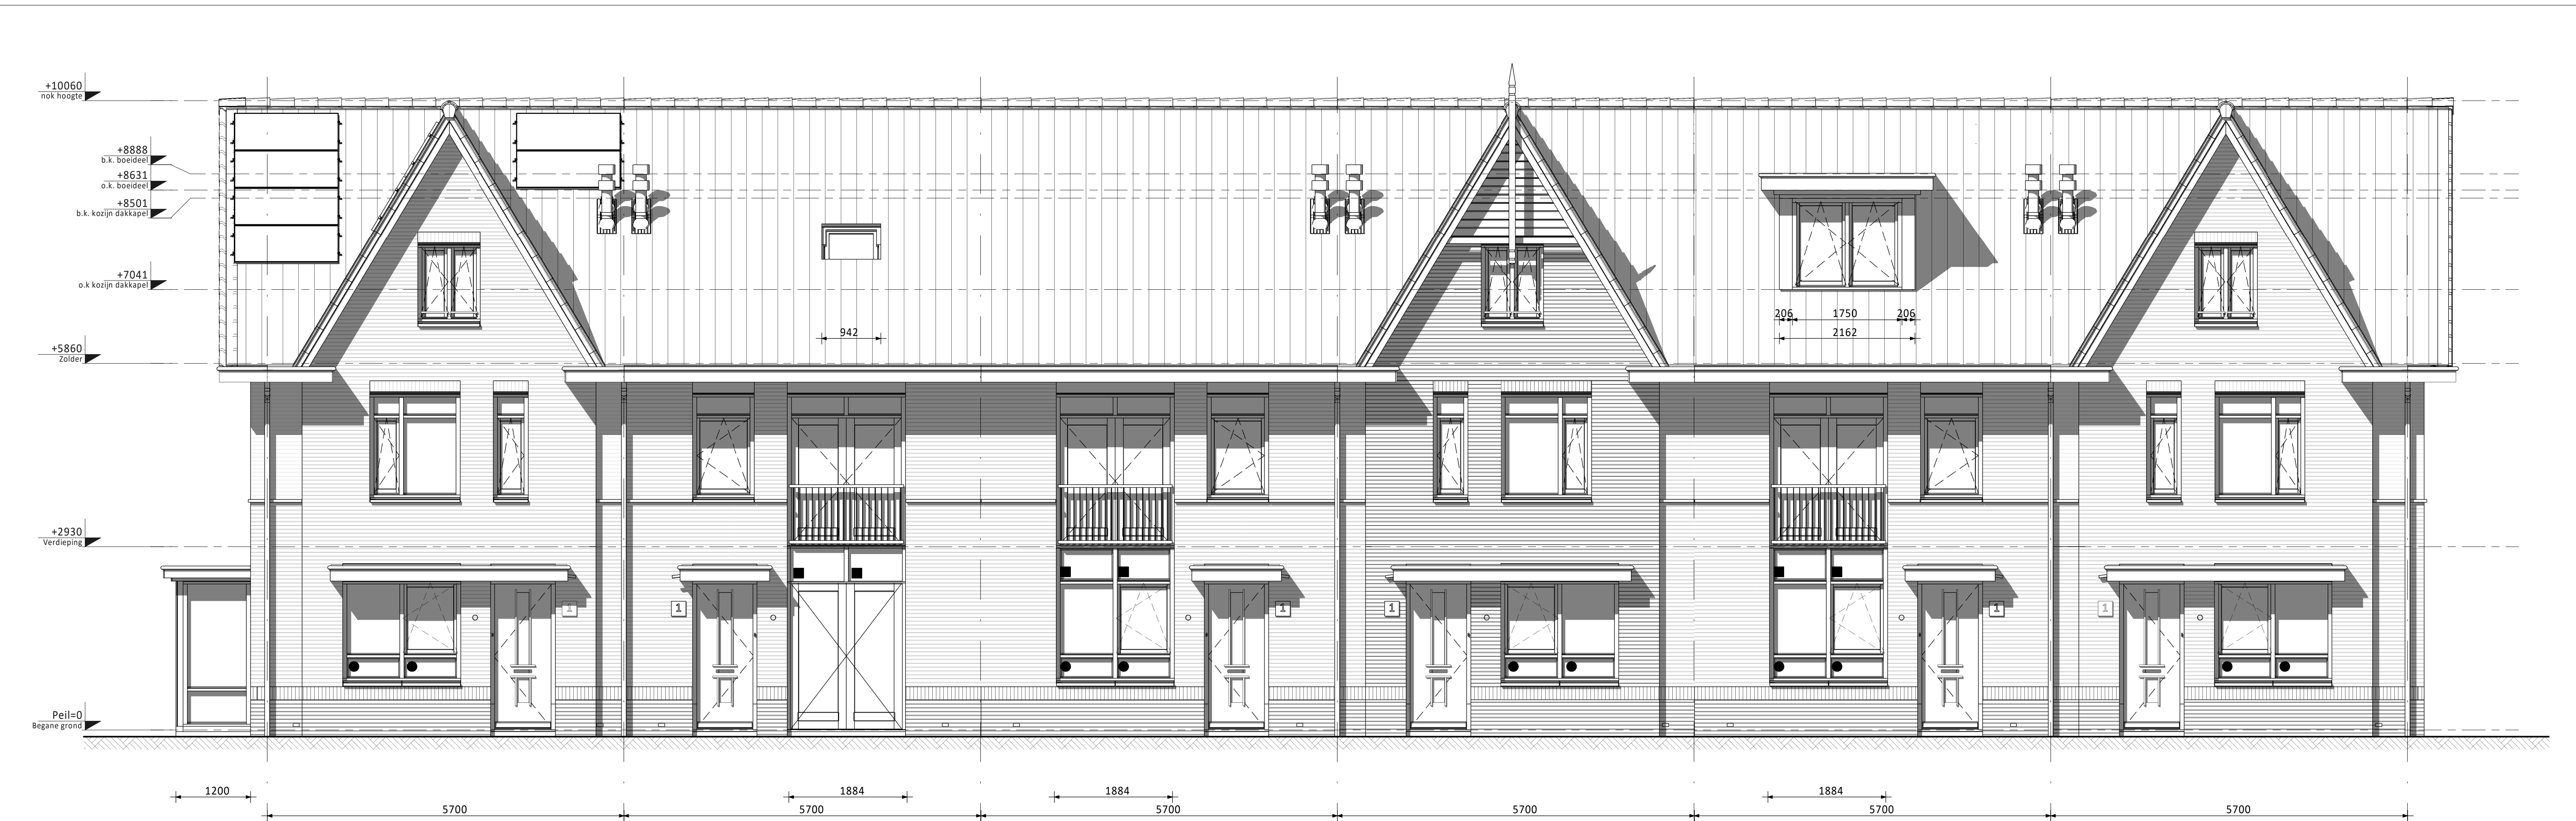 +10060
nok hoogte
+8888
b.k. boeideel
+8631
o.k. boeideel
+8501
b.k. kozijn dakkapel
+7041
o.k kozijn dakkapel
206 1750 206
942
2162
+5860
Zolder
+2930
Verdieping
1 1 1 1 1 1
Peil=0
Begane grond
1200 1884 1884 1884
5700 5700 5700 5700 5700 5700